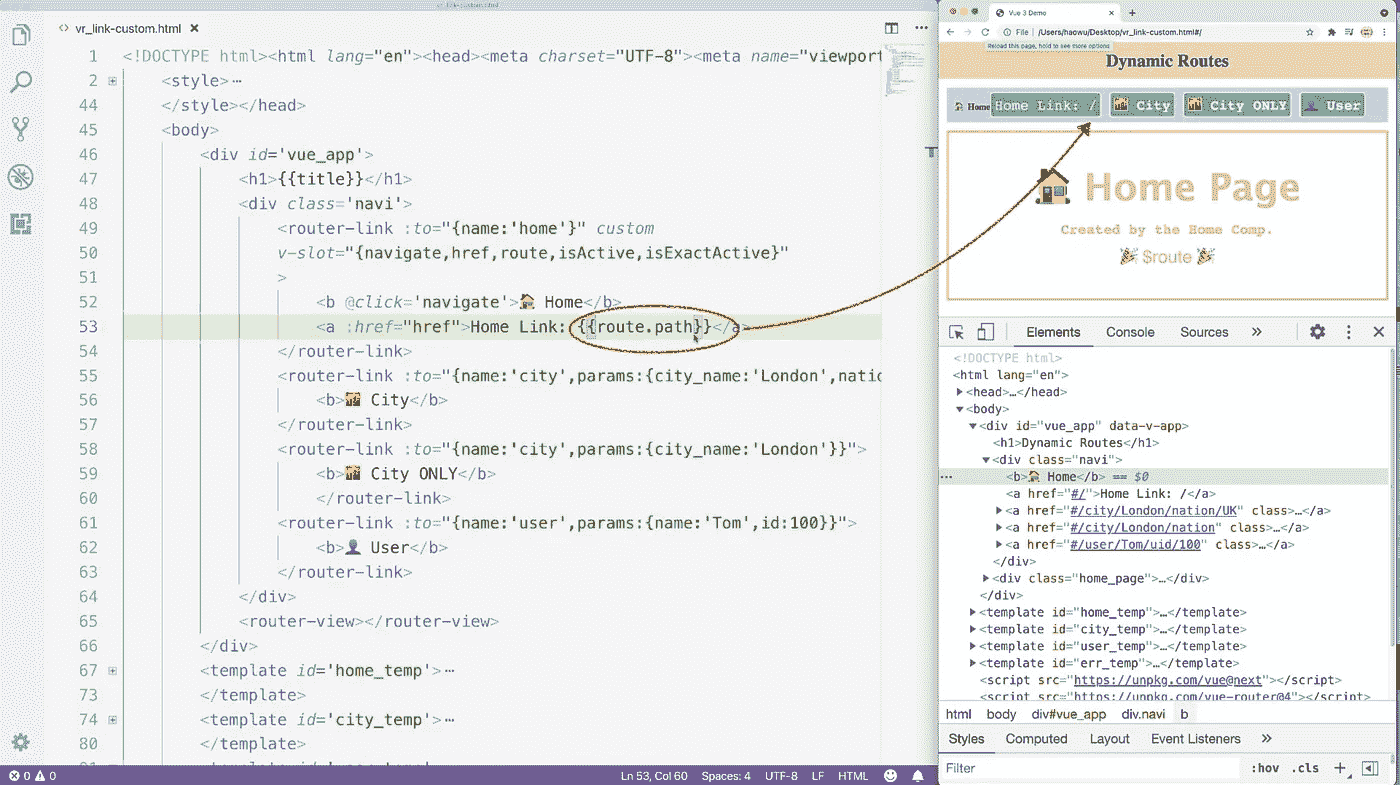 vr_link-custom.html
vr_link-custom.html
1 <!DOCTYPE html><html lang="en"><head><meta charset="UTF-8"><meta name="viewport
2 <style>
44 </style></head>
45 <body>
46 <div id='vue_app'>
47 <h1>{{title}}</h1>
48 <div class='navi'>
49 <router-link :to="{name:'home'}" custom
50 v-slot="{navigate,href,route,isActive,isExactActive}"
51 >
52 <b @click='navigate'>🏠 Home</b>
53 <a :href="href">Home Link: {{route.path}}</a>
54 </router-link>
55 <router-link :to="{name:'city',params:{city_name:'London',natio
56 <b>🌇 City</b>
57 </router-link>
58 <router-link :to="{name:'city',params:{city_name:'London'}}">
59 <b>🌇 City ONLY</b>
60 </router-link>
61 <router-link :to="{name:'user',params:{name:'Tom',id:100}}">
62 <b>👤 User</b>
63 </router-link>
64 </div>
65 <router-view></router-view>
66 </div>
67 <template id='home_temp'>
73 </template>
74 <template id='city_temp'>
80 </template>
0 0 Ln 53, Col 60 Spaces: 4 UTF-8 LF HTML
Vue 3 Demo
File /Users/haowu/Desktop/vr_link-custom.html#/
Reload this page, hold to see more options
Dynamic Routes
🏠 Home Home Link: / 🌇 City 🌇 City ONLY 👤 User
🏠 Home Page
Created by the Home Comp.
🎉 $route 🎉
Elements Console Sources
<!DOCTYPE html>
<html lang="en">
<head>…</head>
<body>
<div id="vue_app" data-v-app>
<h1>Dynamic Routes</h1>
<div class="navi">
<b>🏠 Home</b> == $0
<a href="#/">Home Link: /</a>
<a href="#/city/London/nation/UK" class>…</a>
<a href="#/city/London/nation" class>…</a>
<a href="#/user/Tom/uid/100" class>…</a>
</div>
<div class="home_page">…</div>
</div>
<template id="home_temp">…</template>
<template id="city_temp">…</template>
<template id="user_temp">…</template>
<template id="err_temp">…</template>
<script src="https://unpkg.com/vue@next"></script>
<script src="https://unpkg.com/vue-router@4"></script>
html body div#vue_app div.navi b
Styles Computed Layout Event Listeners
Filter :hov .cls